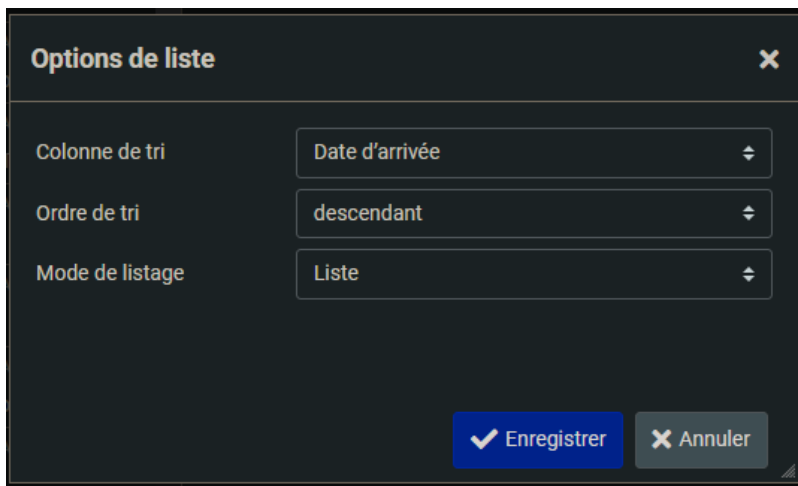 Options de liste
Colonne de tri
Date d’arrivée
Ordre de tri
descendant
Mode de listage
Liste
Enregistrer
Annuler